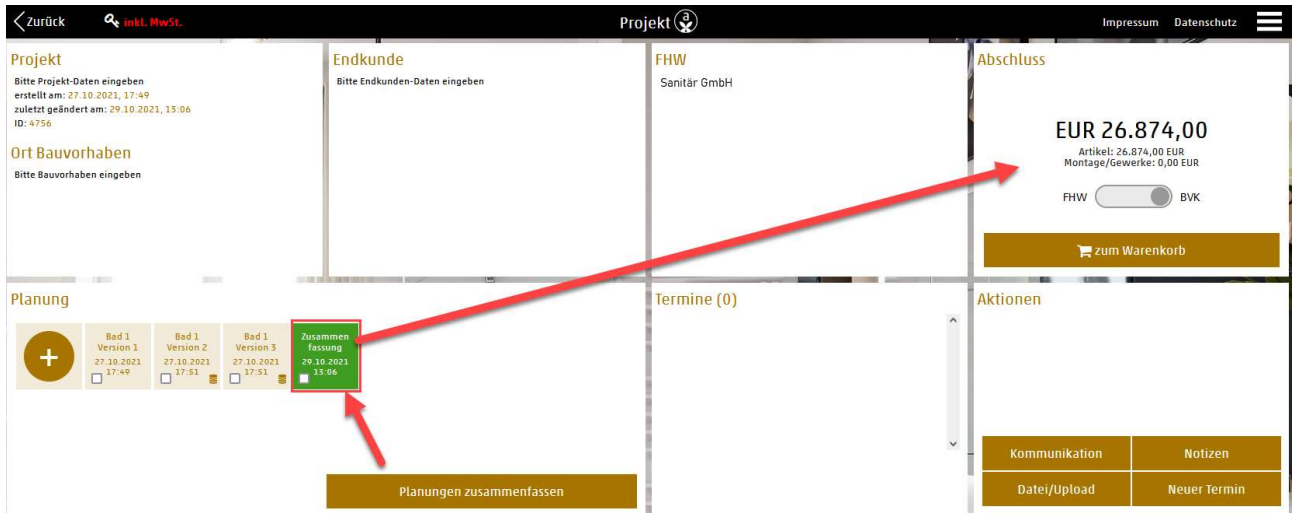 Zurück
inkl. MwSt.
Projekt
a
Impressum Datenschutz
Projekt
Bitte Projekt-Daten eingeben
erstellt am: 27.10.2021, 17:49
zuletzt geändert am: 29.10.2021, 13:06
ID: 4756
Ort Bauvorhaben
Bitte Bauvorhaben eingeben
Endkunde
Bitte Endkunden-Daten eingeben
FHW
Sanitär GmbH
Abschluss
EUR 26.874,00
Artikel: 26.874,00 EUR
Montage/Gewerke: 0,00 EUR
FHW BVK
zum Warenkorb
Planung
+
Bad 1
Version 1
27.10.2021
17:49
Bad 1
Version 2
27.10.2021
17:51
Bad 1
Version 3
27.10.2021
17:51
Zusammen
fassung
29.10.2021
13:06
Planungen zusammenfassen
Termine (0)
Aktionen
Kommunikation Notizen
Datei/Upload Neuer Termin